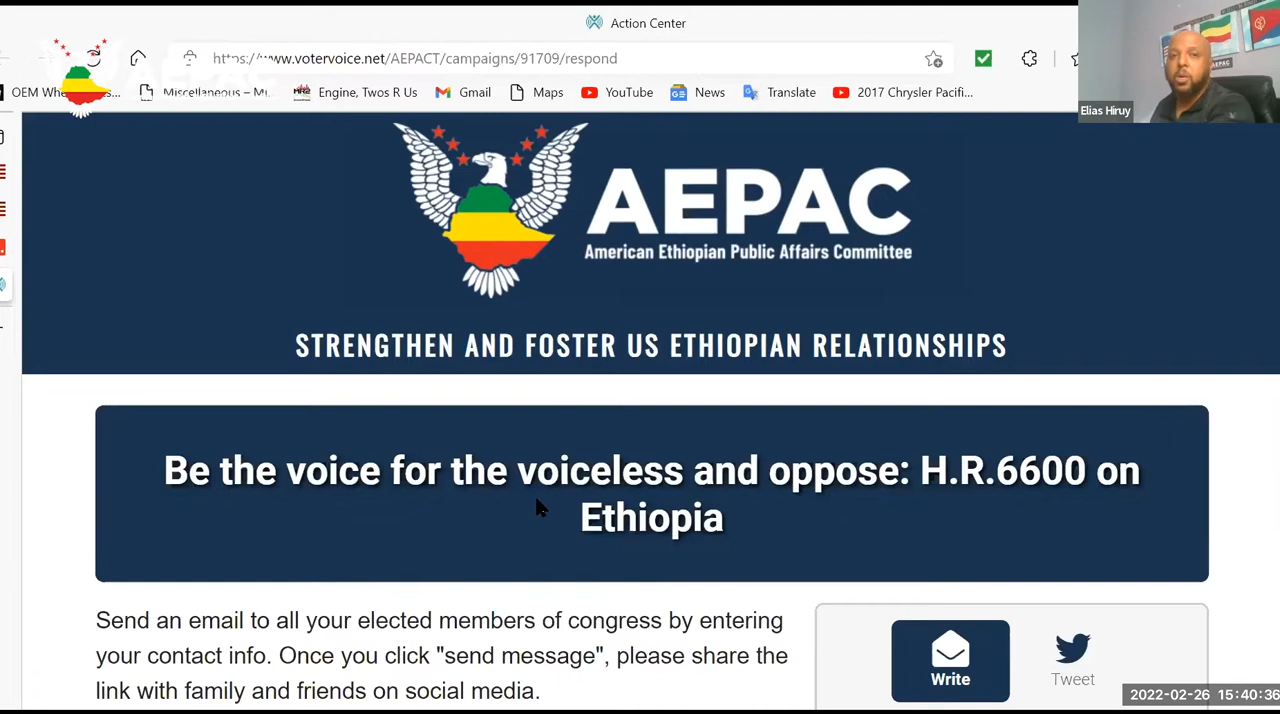 Action Center
https://www.votervoice.net/AEPACT/campaigns/91709/respond
OEM Whe... Miscellaneous – Mu... Engine, Twos R Us Gmail Maps YouTube News Translate 2017 Chrysler Pacifi...
AEPAC
Elias Hiruy
AEPAC
American Ethiopian Public Affairs Committee
STRENGTHEN AND FOSTER US ETHIOPIAN RELATIONSHIPS
Be the voice for the voiceless and oppose: H.R.6600 on
Ethiopia
Send an email to all your elected members of congress by entering
your contact info. Once you click "send message", please share the
link with family and friends on social media.
Write
Tweet
2022-02-26 15:40:36